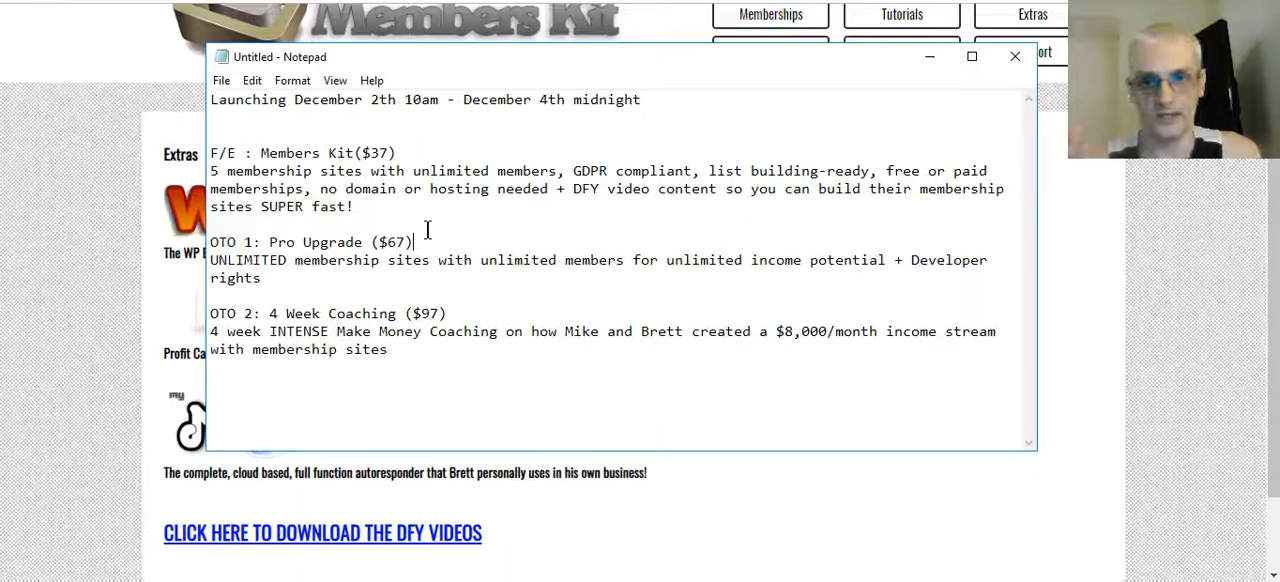 Members Kit
Memberships
Tutorials
Extras
ort
Untitled - Notepad
File Edit Format View Help
Launching December 2th 10am - December 4th midnight
F/E : Members Kit($37)
5 membership sites with unlimited members, GDPR compliant, list building-ready, free or paid
memberships, no domain or hosting needed + DFY video content so you can build their membership
sites SUPER fast!
OTO 1: Pro Upgrade ($67)
UNLIMITED membership sites with unlimited members for unlimited income potential + Developer
rights
OTO 2: 4 Week Coaching ($97)
4 week INTENSE Make Money Coaching on how Mike and Brett created a $8,000/month income stream
with membership sites
Extras
W
The WP
Profit Ca
my
The complete, cloud based, full function autoresponder that Brett personally uses in his own business!
CLICK HERE TO DOWNLOAD THE DFY VIDEOS